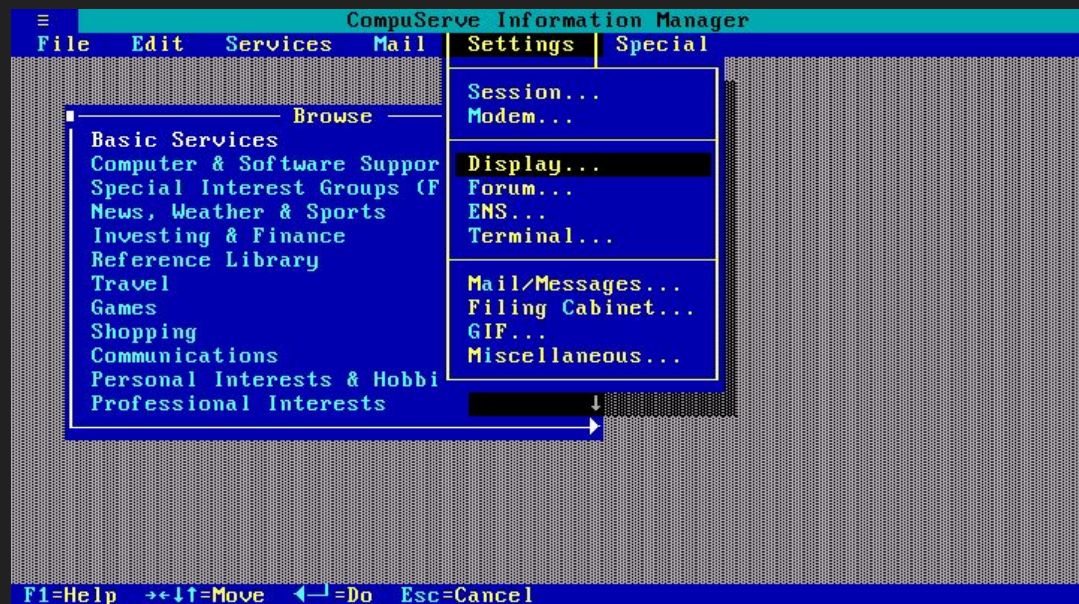 ≡ CompuServe Information Manager
File Edit Services Mail Settings Special
Browse
Basic Services
Computer & Software Suppor
Special Interest Groups (F
News, Weather & Sports
Investing & Finance
Reference Library
Travel
Games
Shopping
Communications
Personal Interests & Hobbi
Professional Interests
Session...
Modem...
Display...
Forum...
ENS...
Terminal...
Mail/Messages...
Filing Cabinet...
GIF...
Miscellaneous...
F1=Help →←↓↑=Move ◄─┘=Do Esc=Cancel